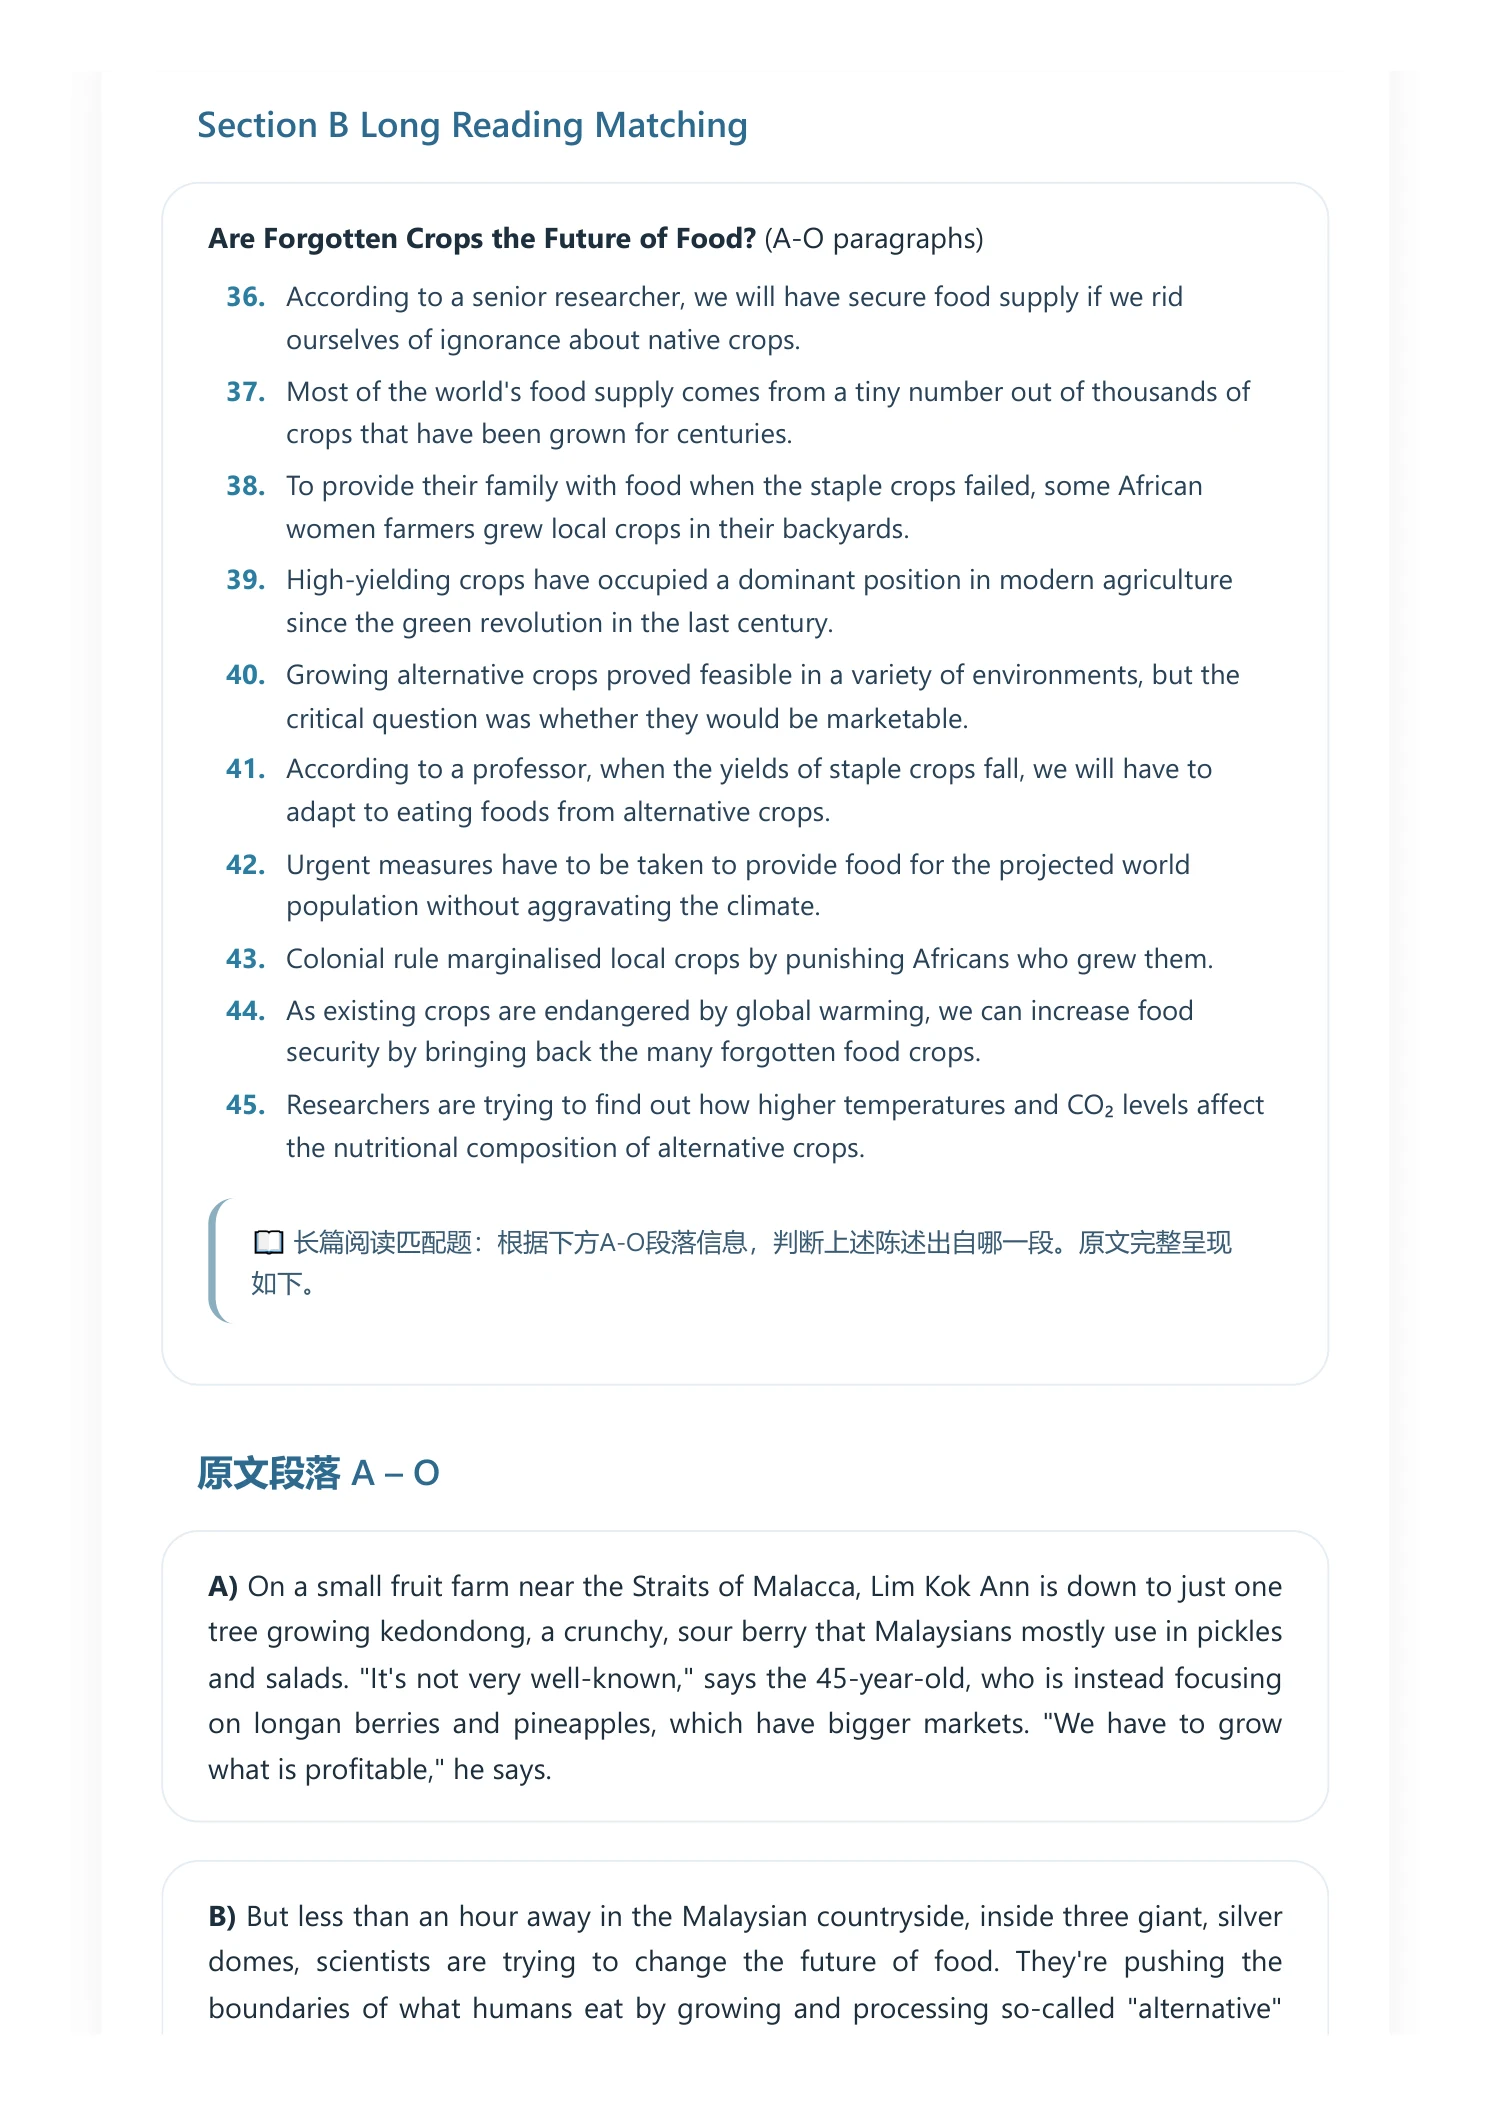 Section B Long Reading Matching
Are Forgotten Crops the Future of Food? (A-O paragraphs)
36. According to a senior researcher, we will have secure food supply if we rid
ourselves of ignorance about native crops.
37. Most of the world's food supply comes from a tiny number out of thousands of
crops that have been grown for centuries.
38. To provide their family with food when the staple crops failed, some African
women farmers grew local crops in their backyards.
39. High-yielding crops have occupied a dominant position in modern agriculture
since the green revolution in the last century.
40. Growing alternative crops proved feasible in a variety of environments, but the
critical question was whether they would be marketable.
41. According to a professor, when the yields of staple crops fall, we will have to
adapt to eating foods from alternative crops.
42. Urgent measures have to be taken to provide food for the projected world
population without aggravating the climate.
43. Colonial rule marginalised local crops by punishing Africans who grew them.
44. As existing crops are endangered by global warming, we can increase food
security by bringing back the many forgotten food crops.
45. Researchers are trying to find out how higher temperatures and CO₂ levels affect
the nutritional composition of alternative crops.
📖 长篇阅读匹配题：根据下方A-O段落信息，判断上述陈述出自哪一段。原文完整呈现
如下。
原文段落 A – O
A) On a small fruit farm near the Straits of Malacca, Lim Kok Ann is down to just one
tree growing kedondong, a crunchy, sour berry that Malaysians mostly use in pickles
and salads. "It's not very well-known," says the 45-year-old, who is instead focusing
on longan berries and pineapples, which have bigger markets. "We have to grow
what is profitable," he says.
B) But less than an hour away in the Malaysian countryside, inside three giant, silver
domes, scientists are trying to change the future of food. They're pushing the
boundaries of what humans eat by growing and processing so-called "alternative"